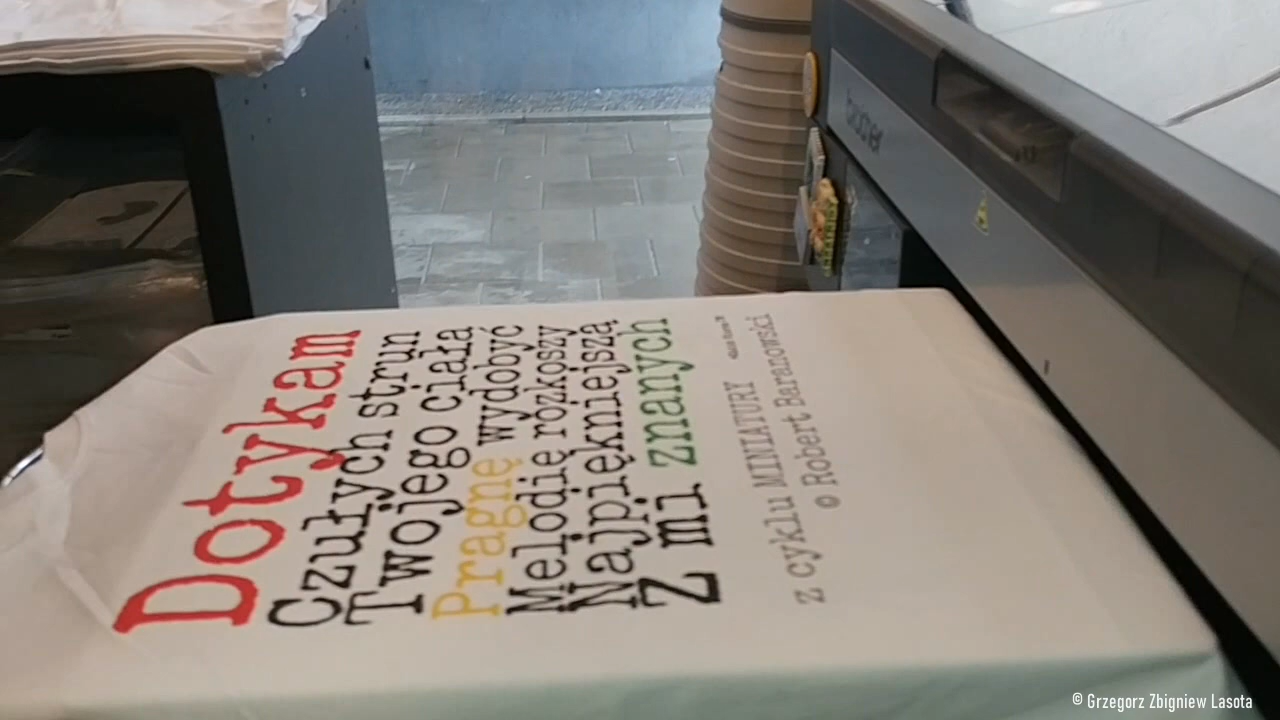 Dotykam
Czułych strun
Twojego ciała
Pragnę wydobyć
Melodię rozkoszy
Najpiękniejszą
Z mi znanych
z cyklu MINIATURY
© Robert Baranowski
brother
© Grzegorz Zbigniew Lasota